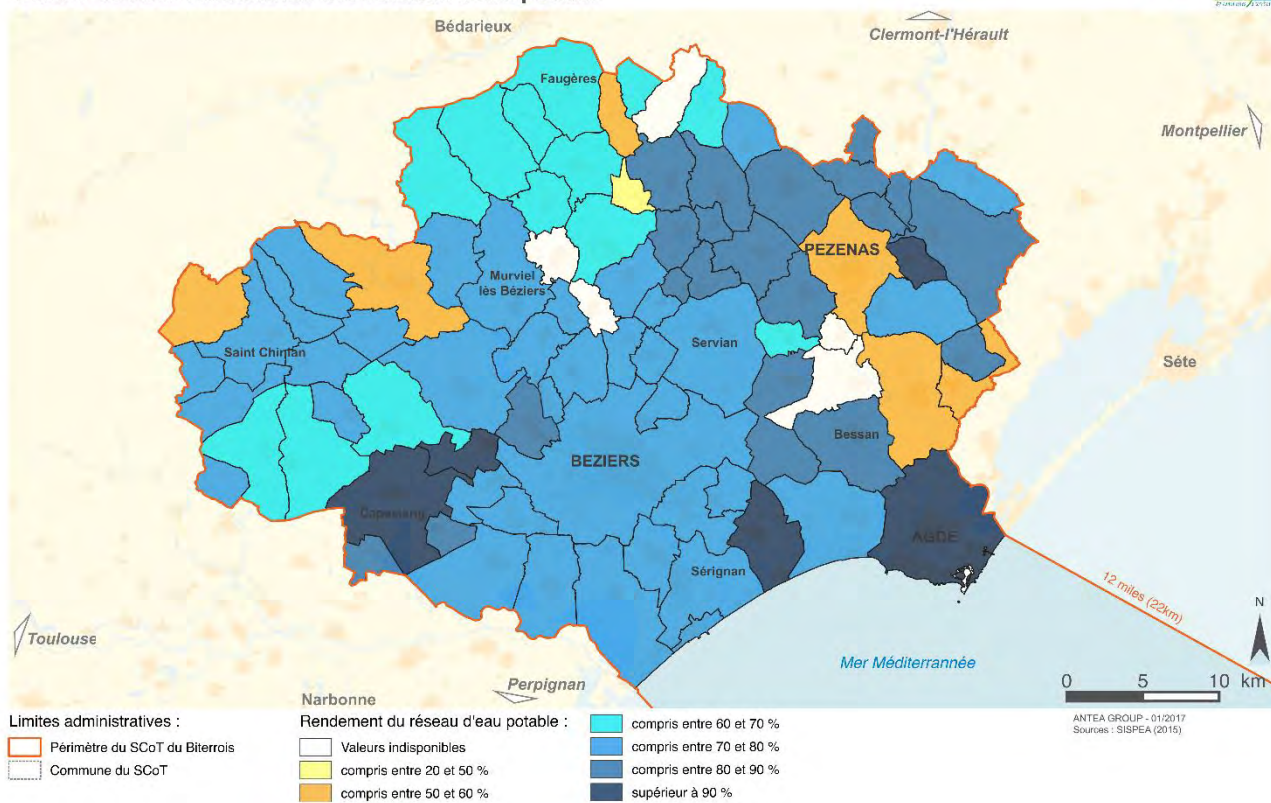 Bédarieux
Clermont-l'Hérault
Faugères
Montpellier
PEZENAS
Murviel
lès Béziers
Saint Chinian
Servian
Sète
Bessan
BEZIERS
Capestang
AGDE
Sérignan
12 miles (22km)
N
Toulouse
Mer Méditerrannée
Perpignan
Narbonne
0 5 10 km
ANTEA GROUP - 01/2017
Sources : SISPEA (2015)
Limites administratives :
Périmètre du SCoT du Biterrois
Commune du SCoT
Rendement du réseau d'eau potable :
Valeurs indisponibles
compris entre 20 et 50 %
compris entre 50 et 60 %
compris entre 60 et 70 %
compris entre 70 et 80 %
compris entre 80 et 90 %
supérieur à 90 %